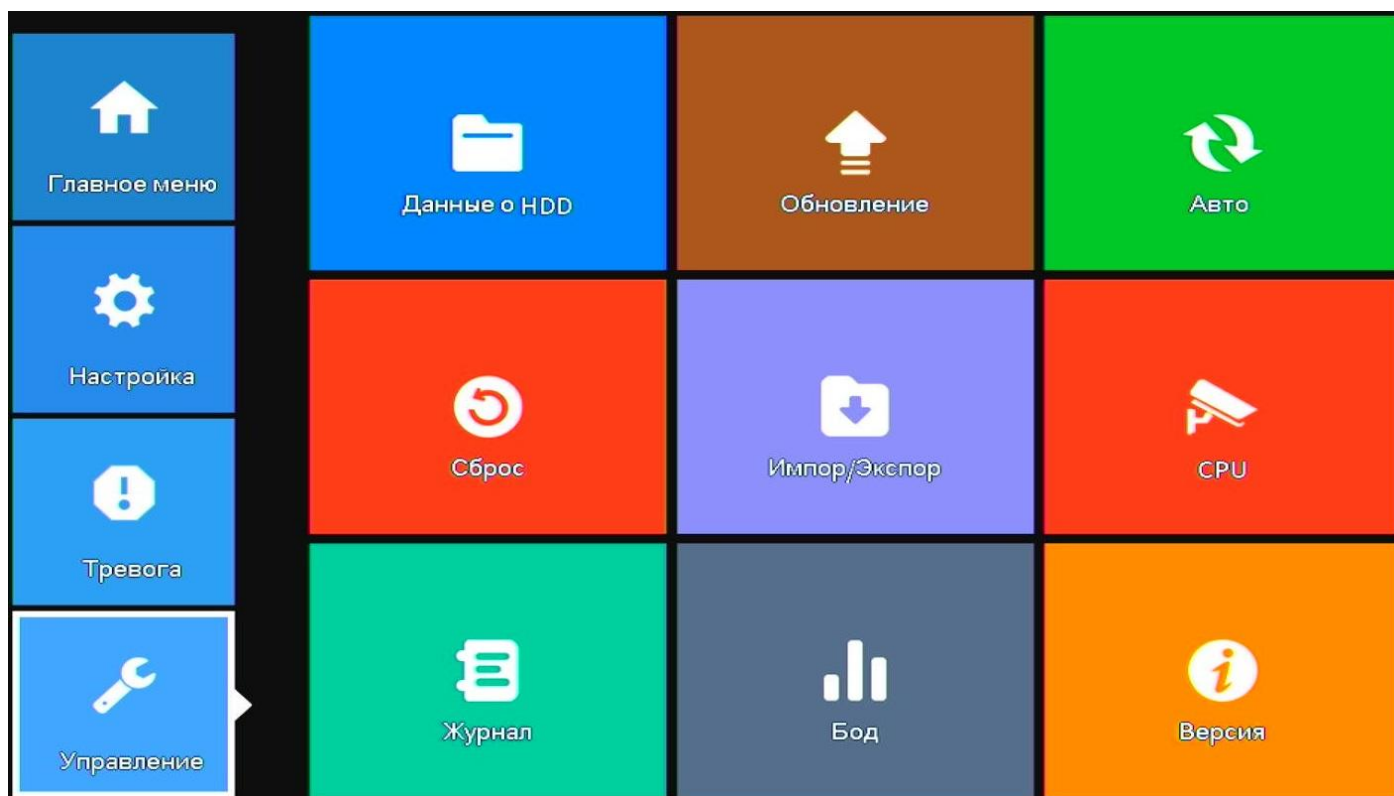 Главное меню
Настройка
Тревога
Управление
Данные о HDD
Обновление
Авто
Сброс
Импор/Экспор
CPU
Журнал
Бод
Версия